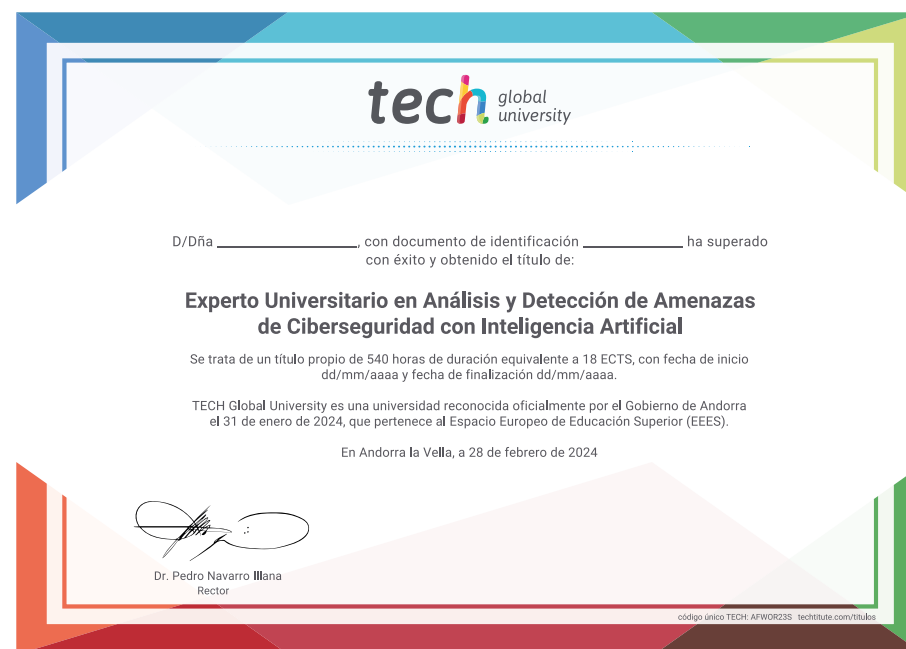 tech global university
D/Dña ____________, con documento de identificación ____________ ha superado
con éxito y obtenido el título de:
Experto Universitario en Análisis y Detección de Amenazas
de Ciberseguridad con Inteligencia Artificial
Se trata de un título propio de 540 horas de duración equivalente a 18 ECTS, con fecha de inicio
dd/mm/aaaa y fecha de finalización dd/mm/aaaa.
TECH Global University es una universidad reconocida oficialmente por el Gobierno de Andorra
el 31 de enero de 2024, que pertenece al Espacio Europeo de Educación Superior (EEES).
En Andorra la Vella, a 28 de febrero de 2024
Dr. Pedro Navarro Illana
Rector
código único TECH: AFWOR23S techtitute.com/titulos